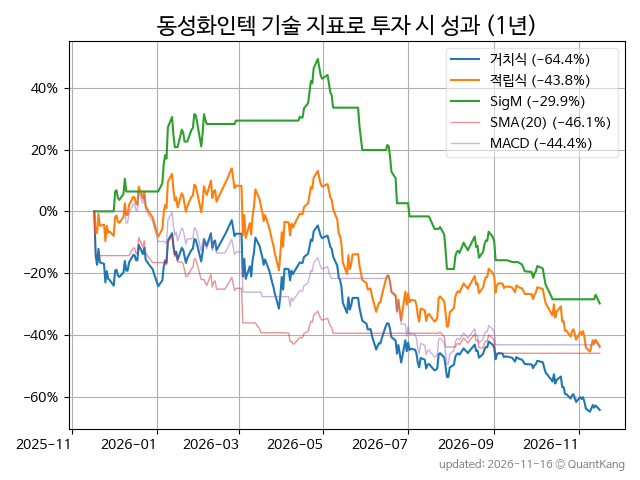 동성화인텍 기술 지표로 투자 시 성과 (1년)
거치식 (−64.4%)
적립식 (−43.8%)
SigM (−29.9%)
SMA(20) (−46.1%)
MACD (−44.4%)
40%
20%
0%
−20%
−40%
−60%
2025-11 2026-01 2026-03 2026-05 2026-07 2026-09 2026-11
updated: 2026-11-16 © QuantKang